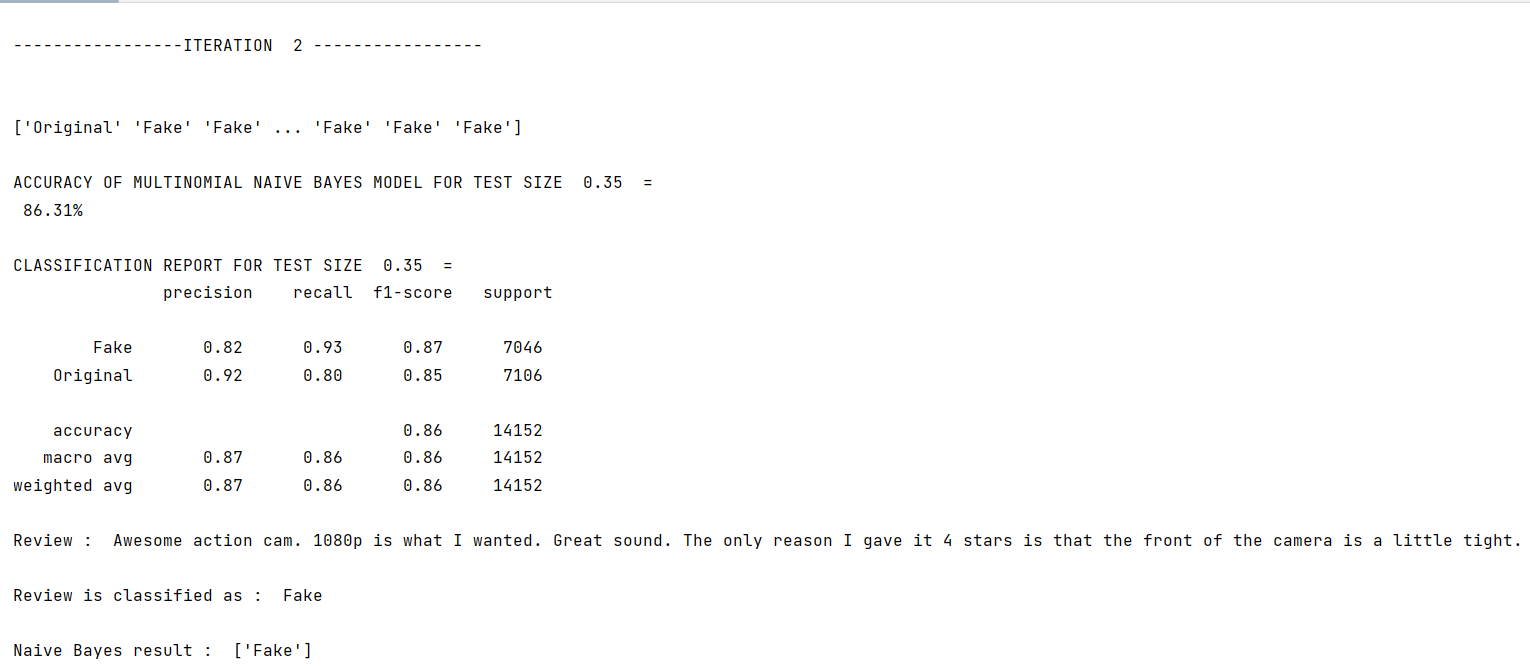 -----------------ITERATION  2 -----------------
['Original' 'Fake' 'Fake' ... 'Fake' 'Fake' 'Fake']
ACCURACY OF MULTINOMIAL NAIVE BAYES MODEL FOR TEST SIZE  0.35  =
 86.31%
CLASSIFICATION REPORT FOR TEST SIZE  0.35  =
               precision    recall  f1-score   support
        Fake       0.82      0.93      0.87      7046
    Original       0.92      0.80      0.85      7106
    accuracy                           0.86     14152
   macro avg       0.87      0.86      0.86     14152
weighted avg       0.87      0.86      0.86     14152
Review :  Awesome action cam. 1080p is what I wanted. Great sound. The only reason I gave it 4 stars is that the front of the camera is a little tight.
Review is classified as :  Fake
Naive Bayes result :  ['Fake']